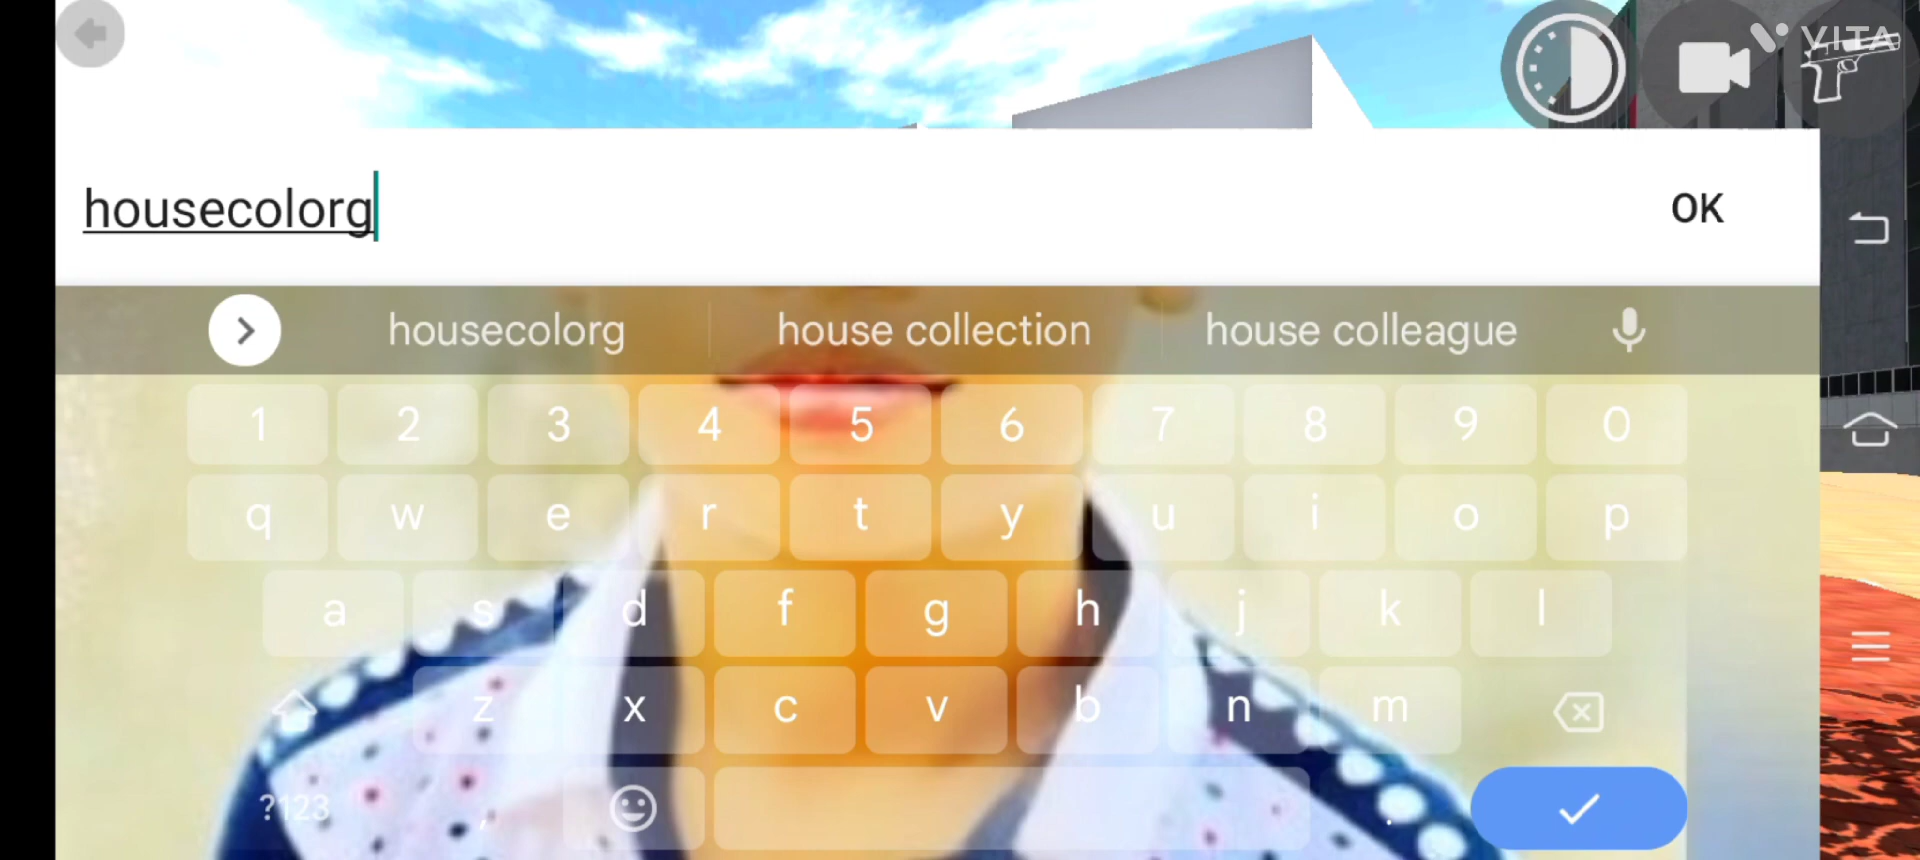 VITA
housecolorg
OK
housecolorg house collection house colleague
1 2 3 4 5 6 7 8 9 0
q w e r t y u i o p
a s d f g h j k l
z x c v b n m
?123 , .